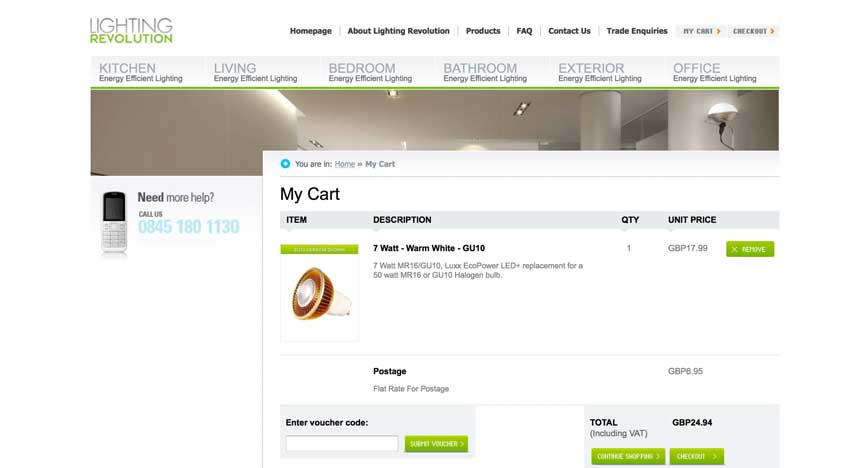 LIGHTING
REVOLUTION
Homepage
About Lighting Revolution
Products
FAQ
Contact Us
Trade Enquiries
MY CART
CHECKOUT
KITCHEN
Energy Efficient Lighting
LIVING
Energy Efficient Lighting
BEDROOM
Energy Efficient Lighting
BATHROOM
Energy Efficient Lighting
EXTERIOR
Energy Efficient Lighting
OFFICE
Energy Efficient Lighting
You are in: Home » My Cart
Need more help?
CALL US
0845 180 1130
My Cart
ITEM DESCRIPTION QTY UNIT PRICE
7 Watt - Warm White - GU10 1 GBP17.99 × REMOVE
7 Watt MR16/GU10, Luxx EcoPower LED+ replacement for a
50 watt MR16 or GU10 Halogen bulb.
Postage GBP6.95
Flat Rate For Postage
Enter voucher code:
SUBMIT VOUCHER >
TOTAL GBP24.94
(Including VAT)
CONTINUE SHOPPING >
CHECKOUT >